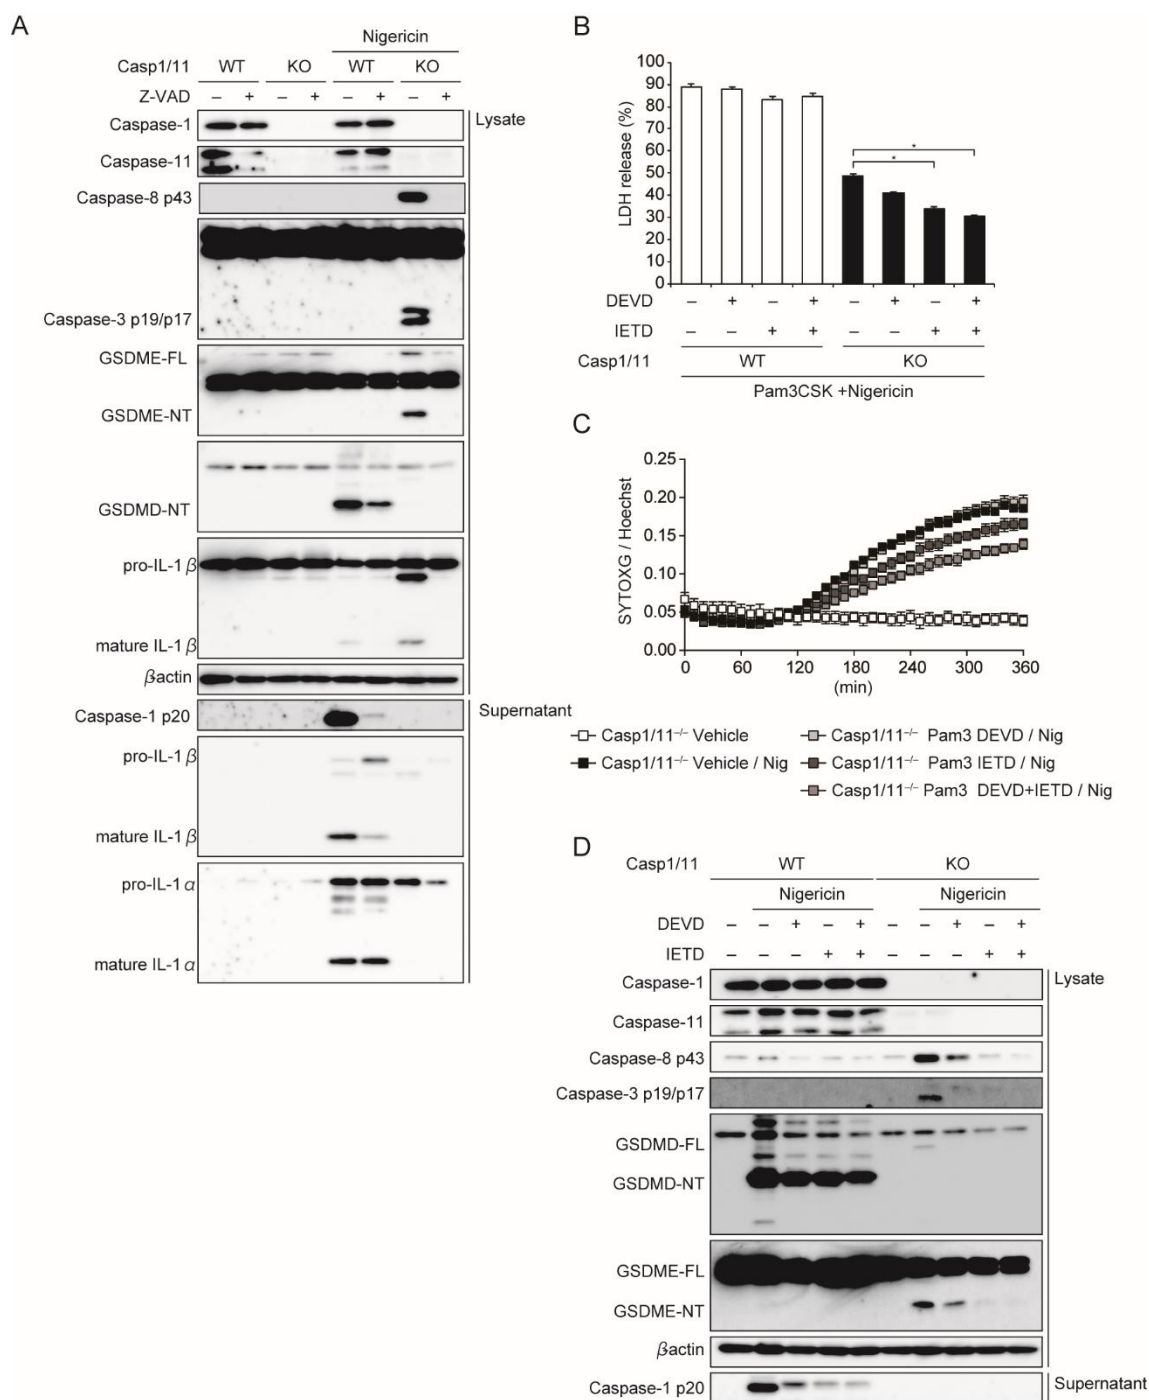 A
Nigericin
Casp1/11 WT KO WT KO
Z-VAD – + – + – + – +
Caspase-1 Lysate
Caspase-11
Caspase-8 p43
Caspase-3 p19/p17
GSDME-FL
GSDME-NT
GSDMD-NT
pro-IL-1β
mature IL-1β
βactin
Caspase-1 p20 Supernatant
pro-IL-1β
mature IL-1β
pro-IL-1α
mature IL-1α
B
LDH release (%)
100
90
80
70
60
50
40
30
20
10
0
* 
*
DEVD – + – + – + – +
IETD – – + + – – + +
Casp1/11 WT KO
Pam3CSK +Nigericin
C
SYTOXG / Hoechst
0.25
0.20
0.15
0.10
0.05
0.00
0 60 120 180 240 300 360
(min)
Casp1/11⁻/⁻ Vehicle Casp1/11⁻/⁻ Pam3 DEVD / Nig
Casp1/11⁻/⁻ Vehicle / Nig Casp1/11⁻/⁻ Pam3 IETD / Nig
Casp1/11⁻/⁻ Pam3 DEVD+IETD / Nig
D
Casp1/11 WT KO
Nigericin Nigericin
DEVD – – + – + – – + – +
IETD – – – + + – – – + +
Caspase-1 Lysate
Caspase-11
Caspase-8 p43
Caspase-3 p19/p17
GSDMD-FL
GSDMD-NT
GSDME-FL
GSDME-NT
βactin
Caspase-1 p20 Supernatant